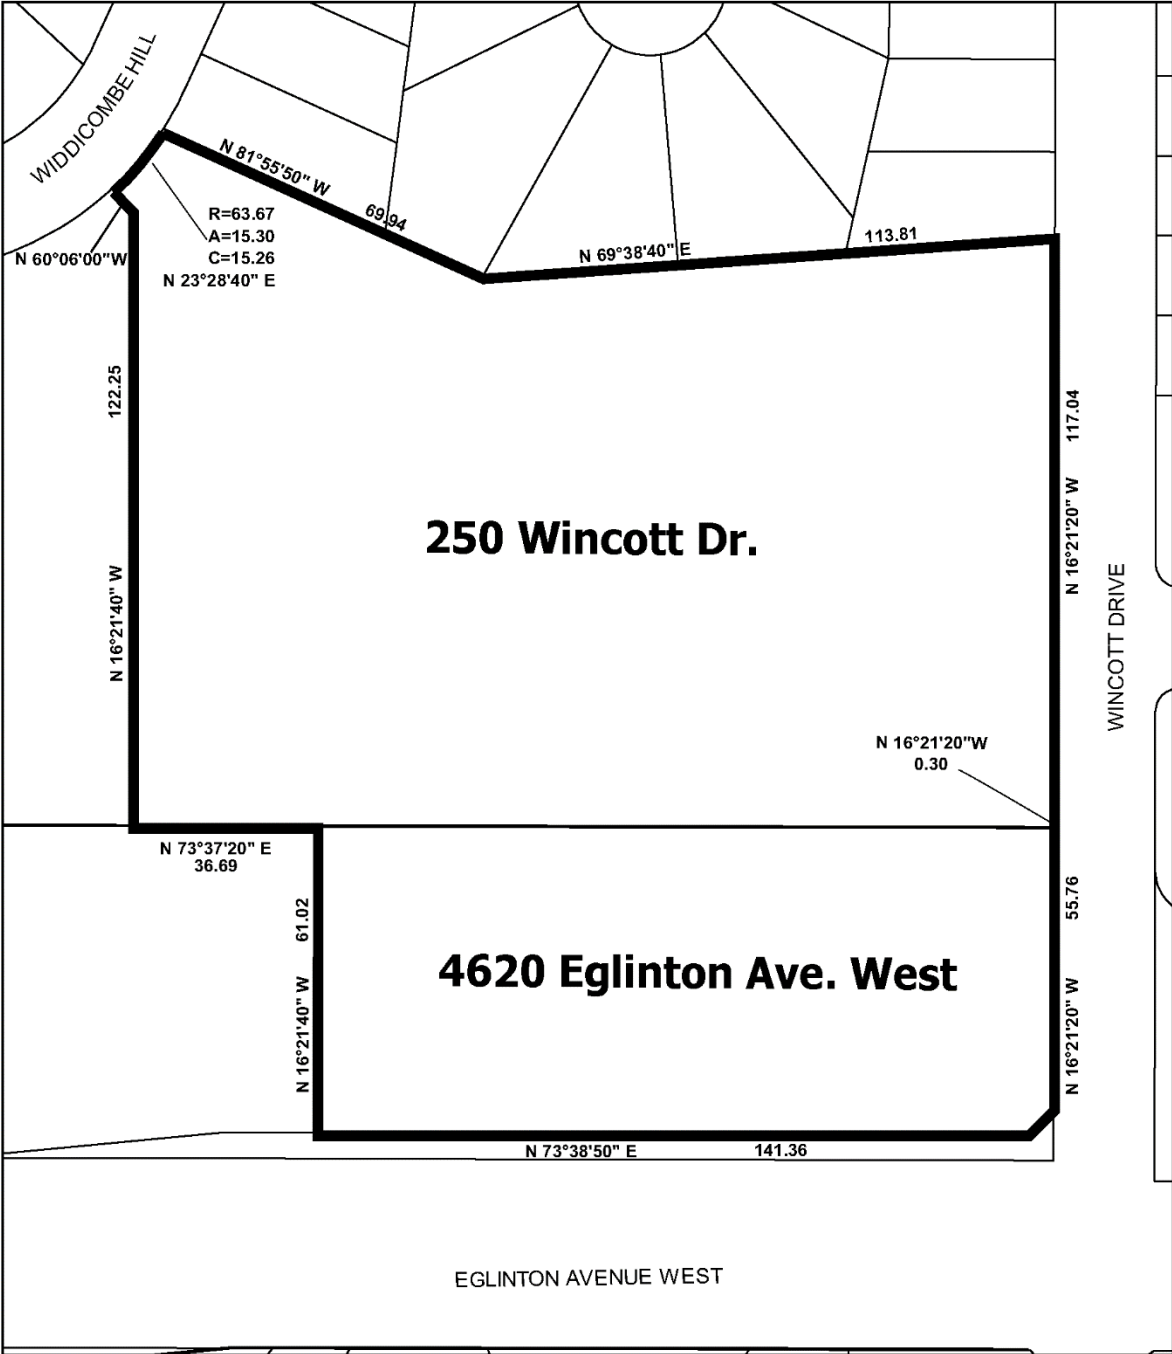 WIDDICOMBE HILL
N 81°55'50" W
69.94
R=63.67
A=15.30
C=15.26
N 23°28'40" E
N 60°06'00"W
N 69°38'40" E
113.81
122.25
N 16°21'40" W
117.04
N 16°21'20" W
250 Wincott Dr.
WINCOTT DRIVE
N 16°21'20"W
0.30
N 73°37'20" E
36.69
61.02
N 16°21'40" W
55.76
N 16°21'20" W
4620 Eglinton Ave. West
N 73°38'50" E
141.36
EGLINTON AVENUE WEST